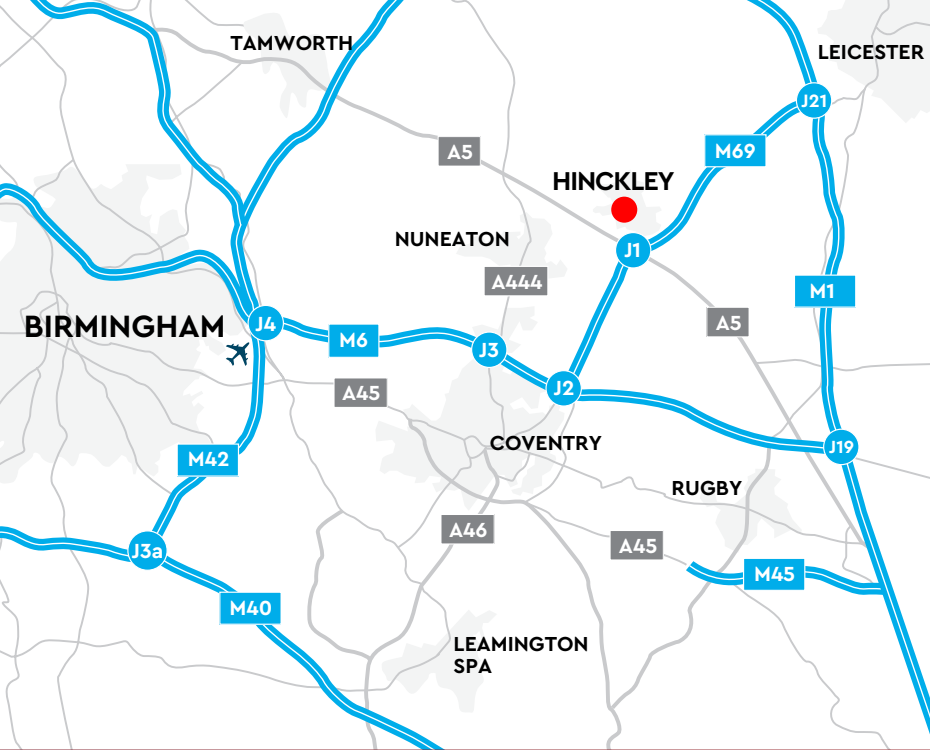 TAMWORTH
LEICESTER
J21
A5
M69
HINCKLEY
NUNEATON
J1
A444
M1
BIRMINGHAM
J4
A5
M6
J3
J2
A45
COVENTRY
J19
M42
RUGBY
A46
A45
J3a
M45
M40
LEAMINGTON
SPA